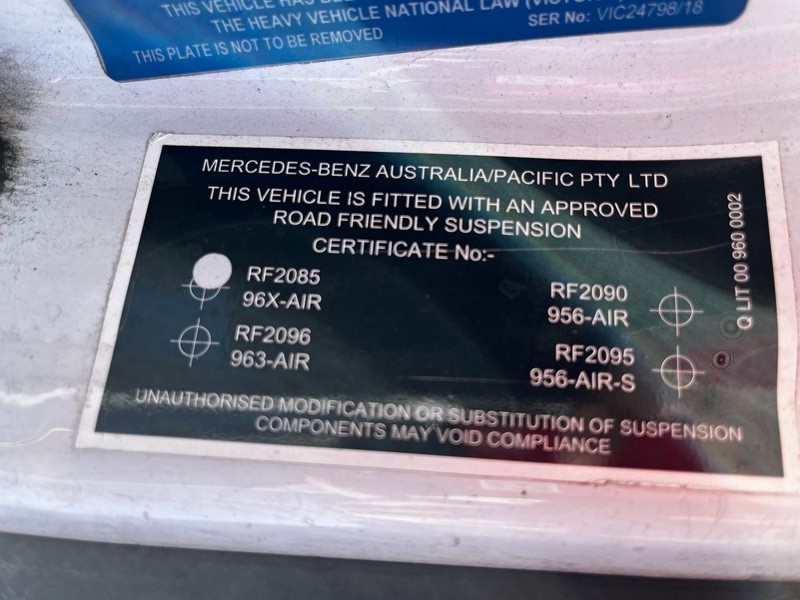 THIS VEHICLE HAS BEE
THE HEAVY VEHICLE NATIONAL LAW (VICTOR
SER No: VIC24798/18
THIS PLATE IS NOT TO BE REMOVED
MERCEDES-BENZ AUSTRALIA/PACIFIC PTY LTD
THIS VEHICLE IS FITTED WITH AN APPROVED
ROAD FRIENDLY SUSPENSION
CERTIFICATE No:-
RF2085
96X-AIR
RF2096
963-AIR
RF2090
956-AIR
RF2095
956-AIR-S
Q LIT 00 960 0002
UNAUTHORISED MODIFICATION OR SUBSTITUTION OF SUSPENSION
COMPONENTS MAY VOID COMPLIANCE